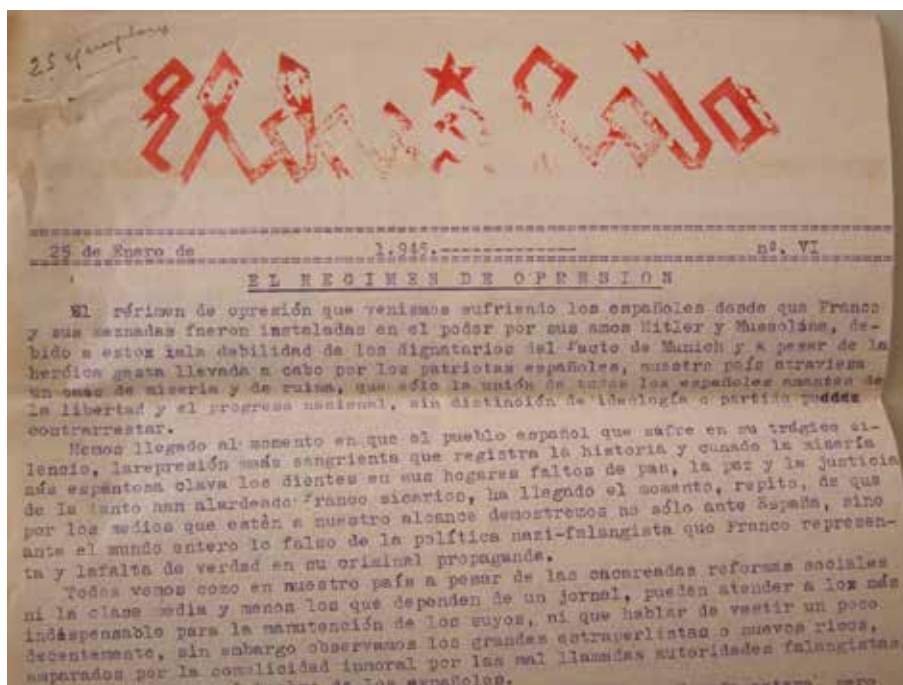 25 ejemplares
25 de Enero de 1.945.------------- nº. VI
EL REGIMEN DE OPRESION
El régimen de opresión que venismos sufriendo los españoles desde que Franco
y sus meznadas fueron instaladas en el poder por sus amos Hitler y Mussoline, de-
bido a estox debilidad de los dignatarios del Pacto de Munich y a pesar de la
heróica gesta llevada a cabo por los patriotas españoles, nuestro país atraviesa
un caos de miseria y de ruina, que sólo la unión de todos los españoles amantes de
la libertad y el progreso nacional, sin distinción de ideología o partido
contrarrestar.
Hemos llegado al momento en que el pueblo español que sufre en su trágico si-
lencio, larepresión más sangrienta que registra la historia y cunado la miseria
más espantosa clava los dientes en sus hogares faltos de pan, la paz y la justicia
de la tanto han alardeado Franco sicarios, ha llegado el momento, repito, de que
por los medios que estén a nuestro alcance demostremos no sólo ante España, sino
ante el mundo entero lo falso de la política nazi-falangista que Franco represen-
ta y lafalta de verdad en su criminal propaganda.
Todos vemos como en nuestro país a pesar de las cacareadas reformas sociales
ni la clase media y menos los que dependen de un jornal, pueden atender a lox más
indispensable para la manutención de los suyos, ni que hablar de vestir un poco
decentemente, sin embargo observamos los grandes estraperlistas o nuevos ricos,
amparados por la complicidad inmoral por las mal llamadas autoridades falangistas
de los españoles.